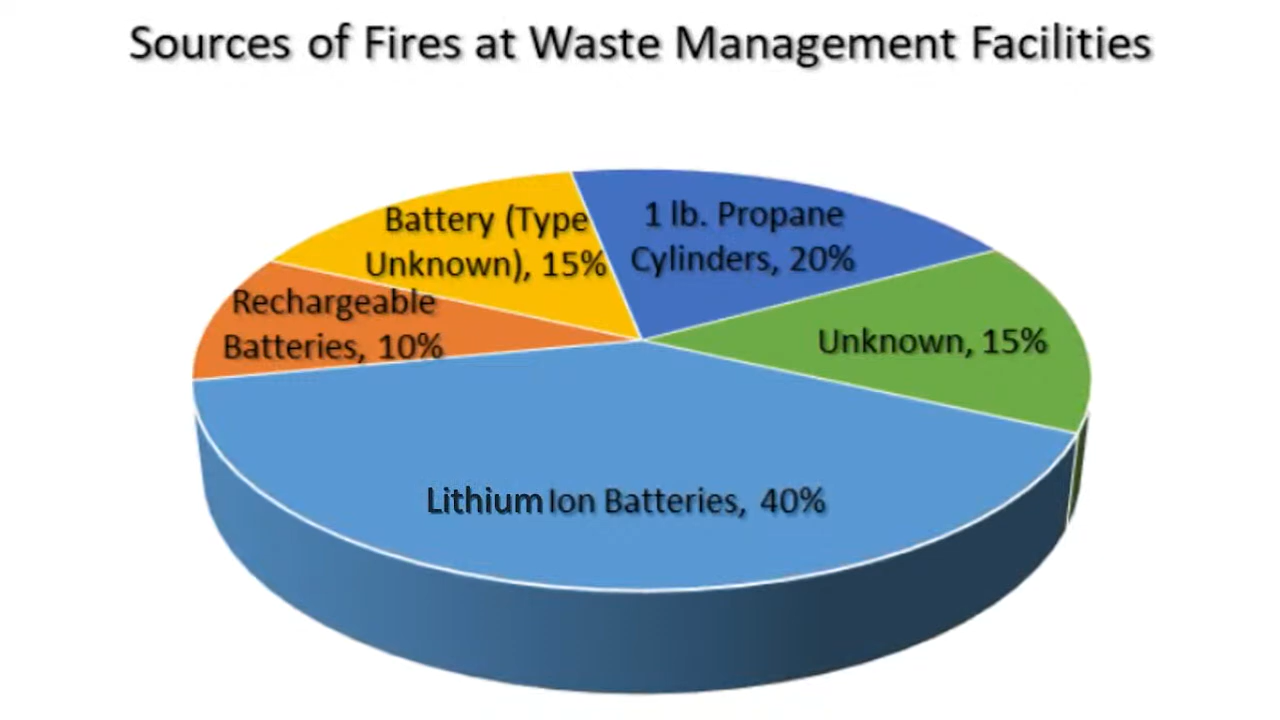 Sources of Fires at Waste Management Facilities
Battery (Type
Unknown), 15%
1 lb. Propane
Cylinders, 20%
Rechargeable
Batteries, 10%
Unknown, 15%
Lithium Ion Batteries, 40%